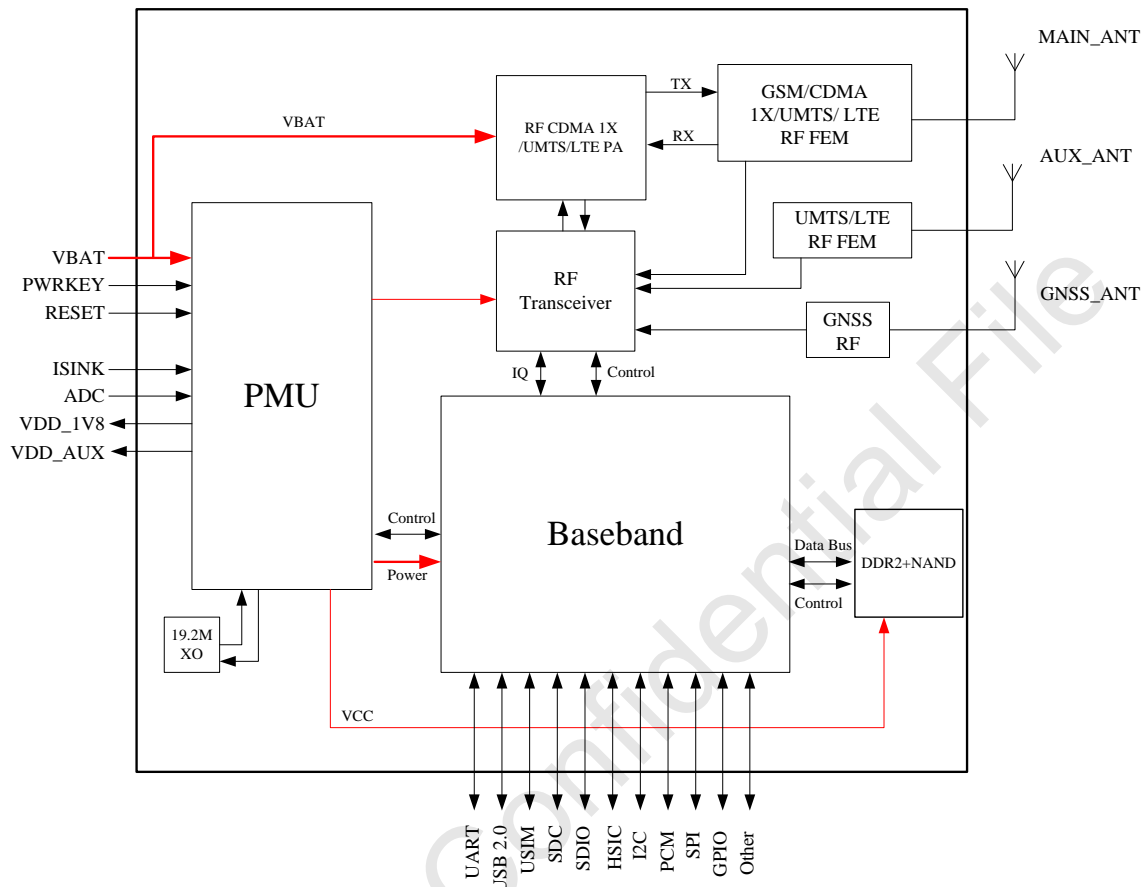 MAIN_ANT
GSM/CDMA
1X/UMTS/ LTE
RF FEM
TX
RX
RF CDMA 1X
/UMTS/LTE PA
VBAT
AUX_ANT
UMTS/LTE
RF FEM
VBAT
PWRKEY
RESET
ISINK
ADC
VDD_1V8
VDD_AUX
PMU
RF
Transceiver
GNSS_ANT
GNSS
RF
IQ
Control
Baseband
Control
Power
Data Bus
Control
DDR2+NAND
19.2M
XO
VCC
UART
USB 2.0
USIM
SDC
SDIO
HSIC
I2C
PCM
SPI
GPIO
Other
Confidential File